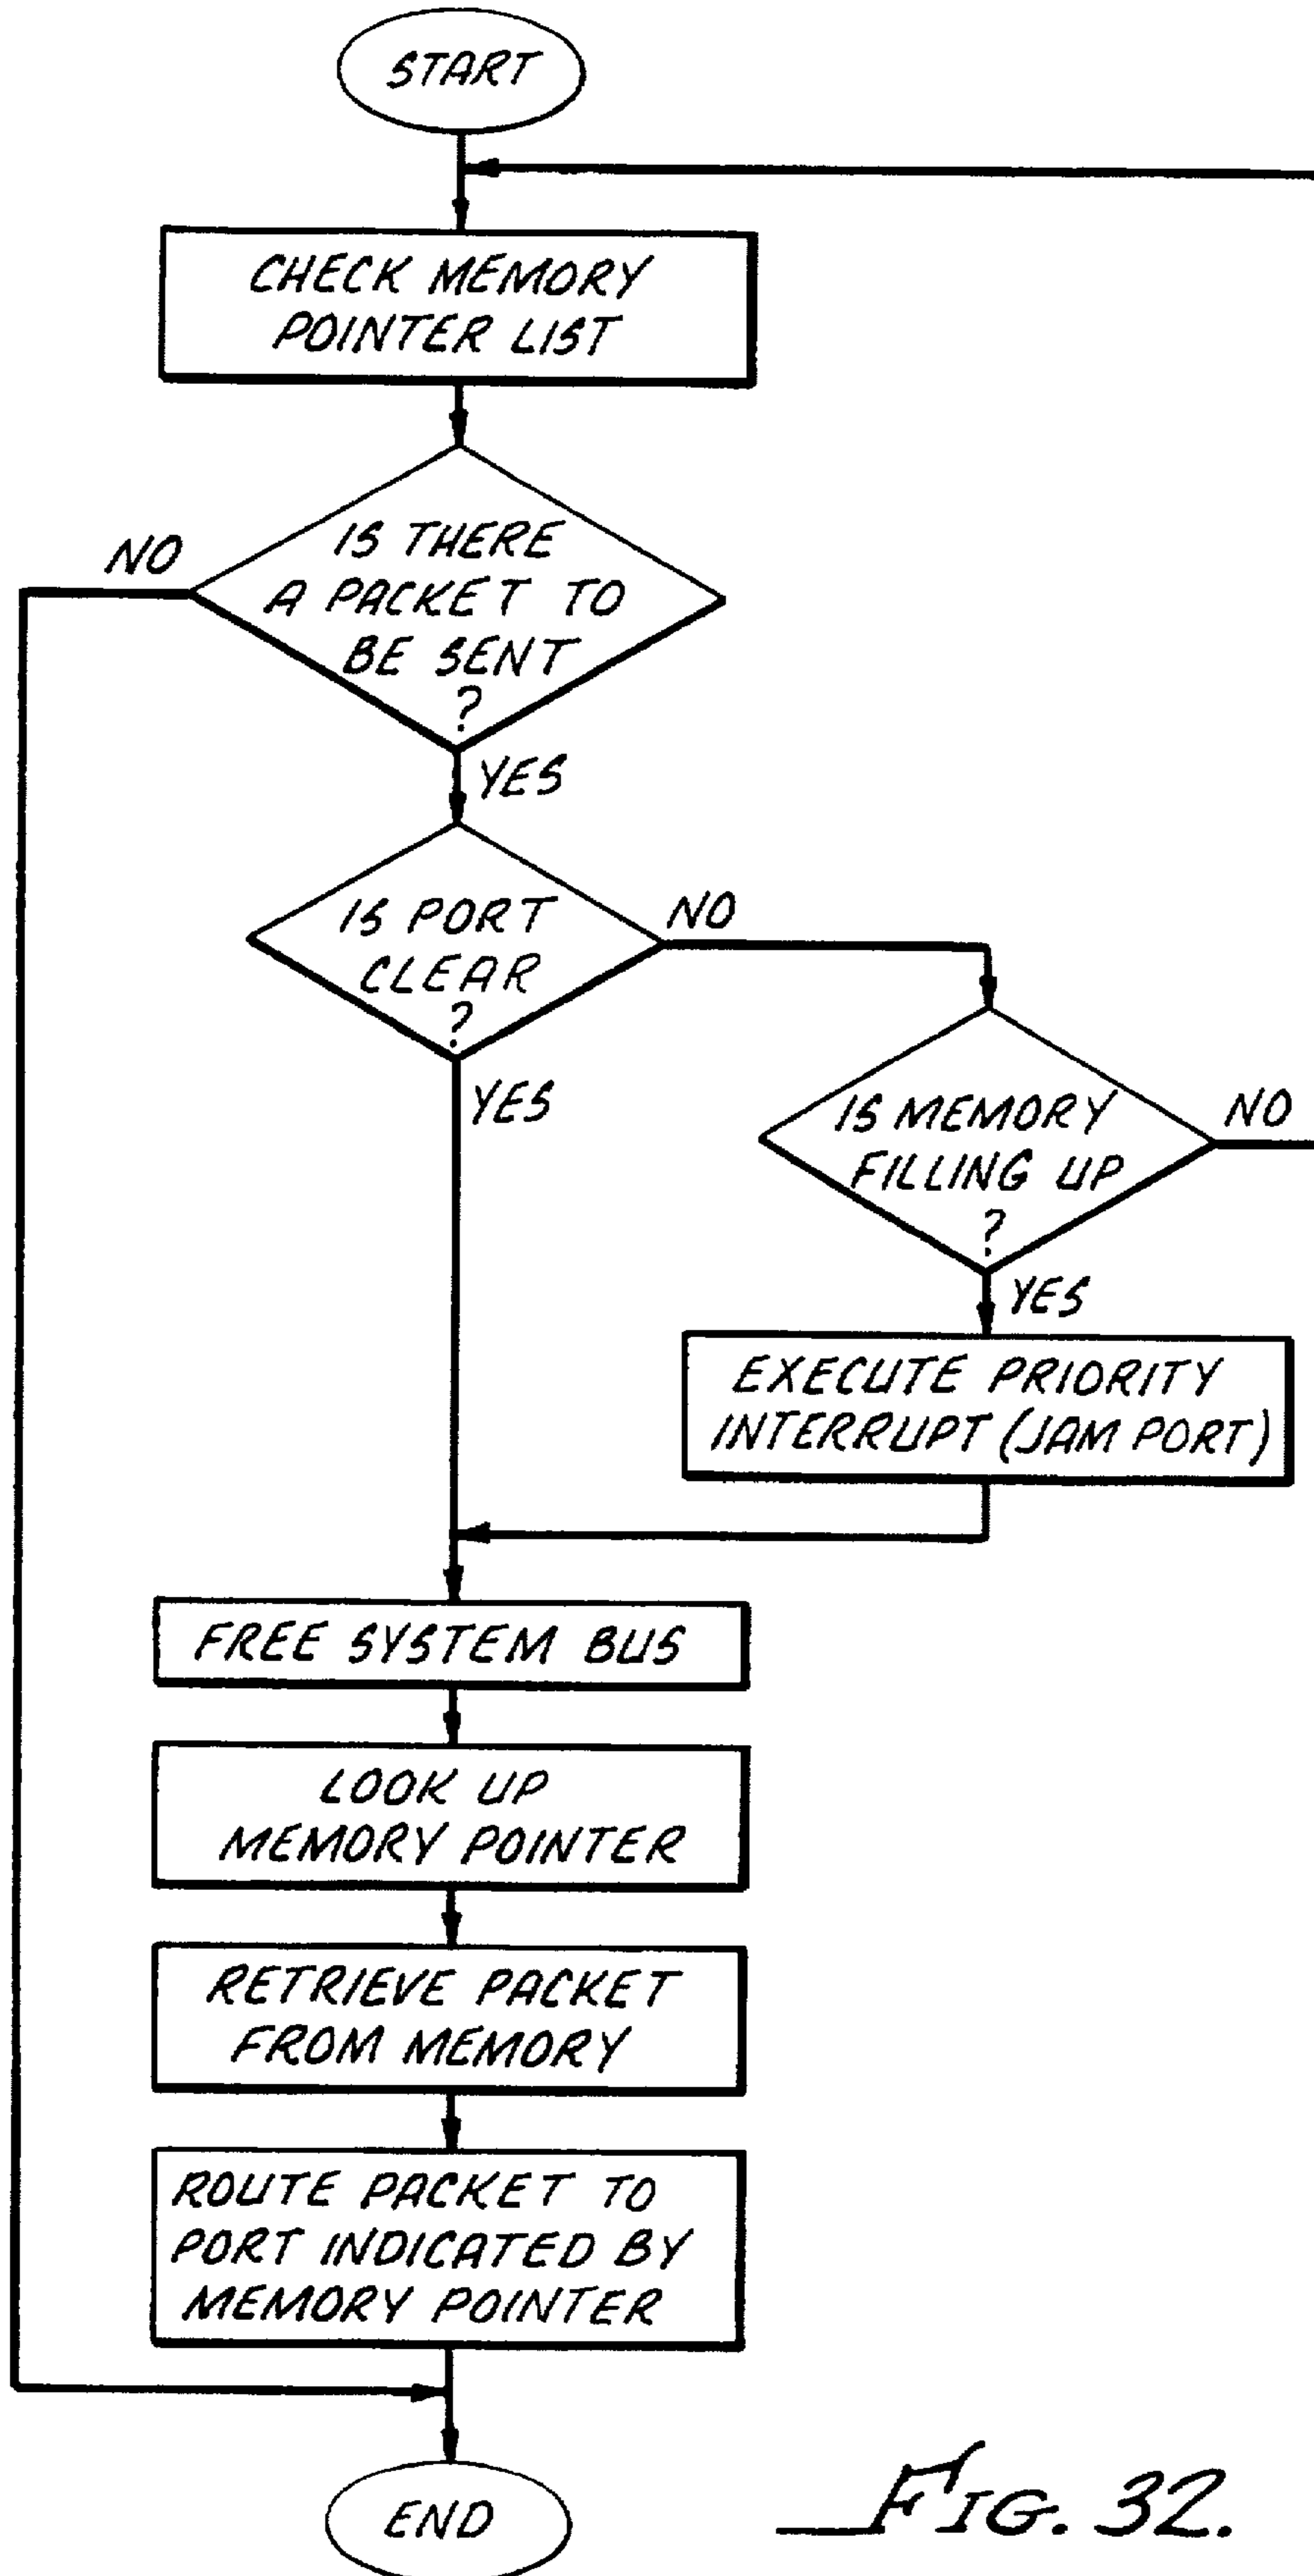 START
CHECK MEMORY
POINTER LIST
IS THERE
A PACKET TO
BE SENT
?
NO
YES
IS PORT
CLEAR
?
NO
YES
IS MEMORY
FILLING UP
?
NO
YES
EXECUTE PRIORITY
INTERRUPT (JAM PORT)
FREE SYSTEM BUS
LOOK UP
MEMORY POINTER
RETRIEVE PACKET
FROM MEMORY
ROUTE PACKET TO
PORT INDICATED BY
MEMORY POINTER
END
FIG. 32.